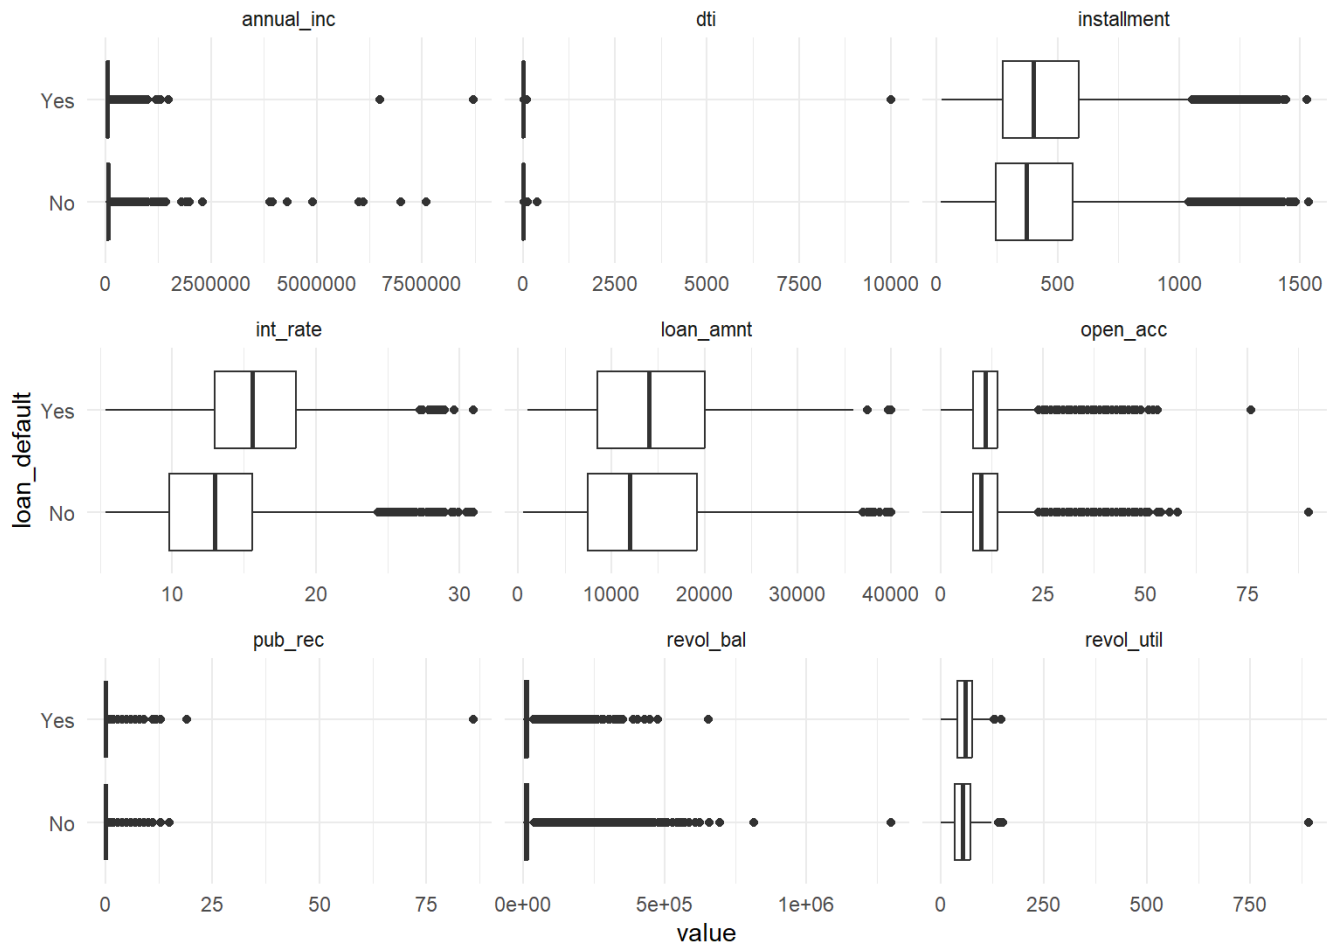 annual_inc dti installment
Yes
No
0 2500000 5000000 7500000 0 2500 5000 7500 10000 0 500 1000 1500
int_rate loan_amnt open_acc
Yes
No
10 20 30 0 10000 20000 30000 40000 0 25 50 75
loan_default
pub_rec revol_bal revol_util
Yes
No
0 25 50 75 0e+00 5e+05 1e+06 0 250 500 750
value